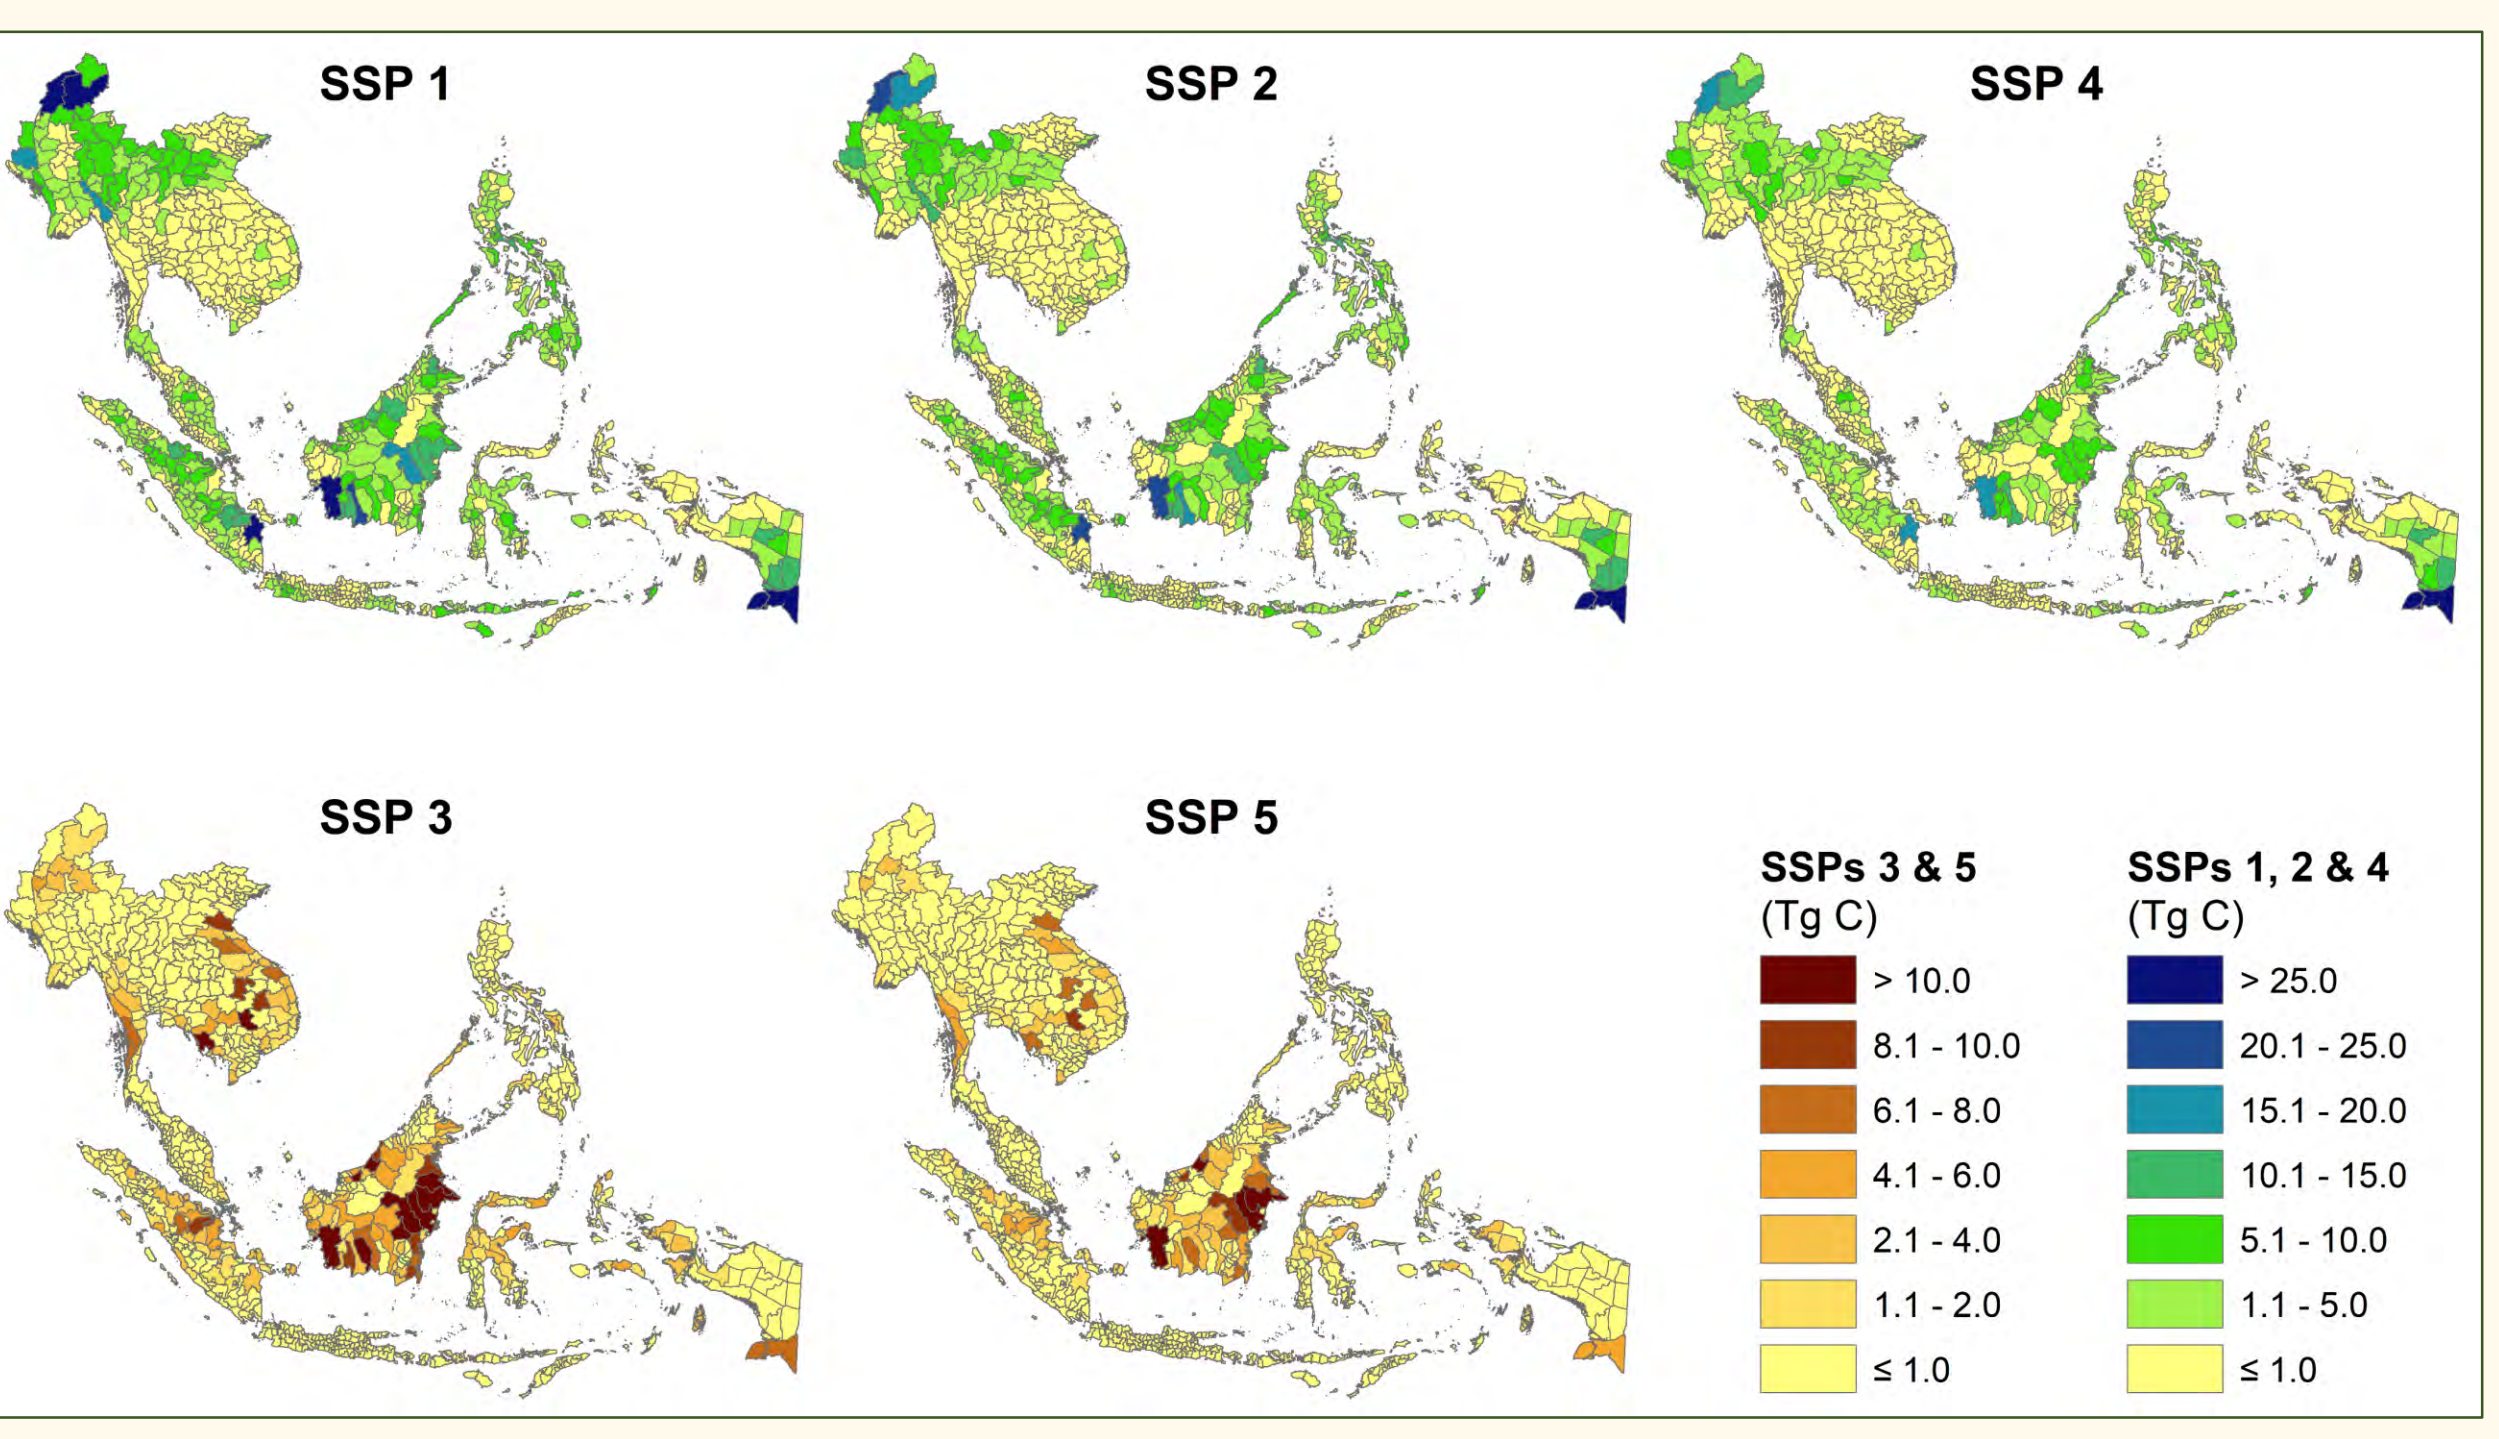 SSP 1
SSP 2
SSP 4
SSP 3
SSP 5
SSPs 3 & 5
(Tg C)
> 10.0
8.1 - 10.0
6.1 - 8.0
4.1 - 6.0
2.1 - 4.0
1.1 - 2.0
≤ 1.0
SSPs 1, 2 & 4
(Tg C)
> 25.0
20.1 - 25.0
15.1 - 20.0
10.1 - 15.0
5.1 - 10.0
1.1 - 5.0
≤ 1.0